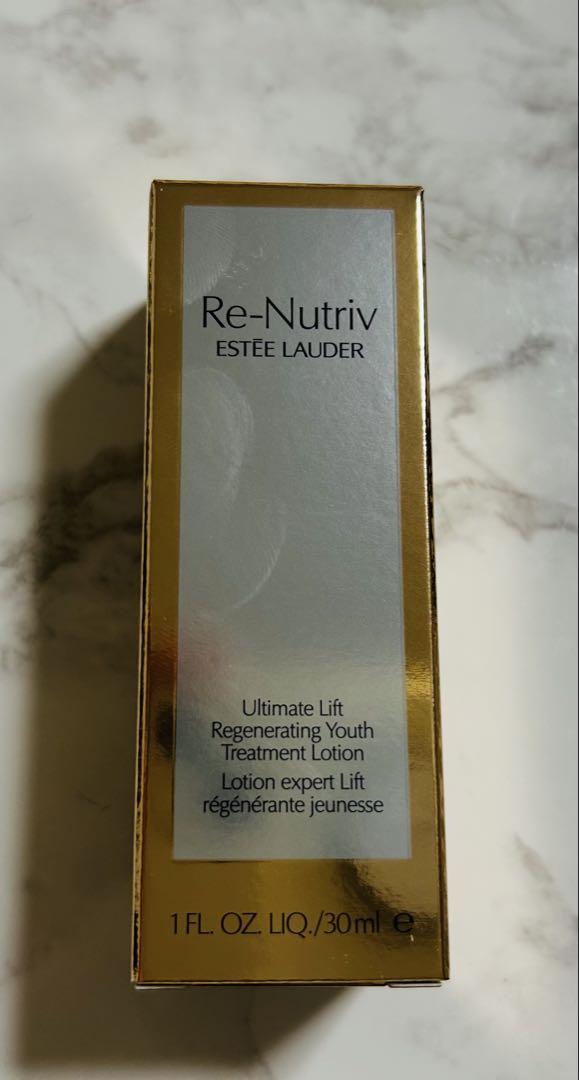 Re-Nutriv
ESTĒE LAUDER
Ultimate Lift
Regenerating Youth
Treatment Lotion
Lotion expert Lift
régénérante jeunesse
1 FL. OZ. LIQ./30ml ℮